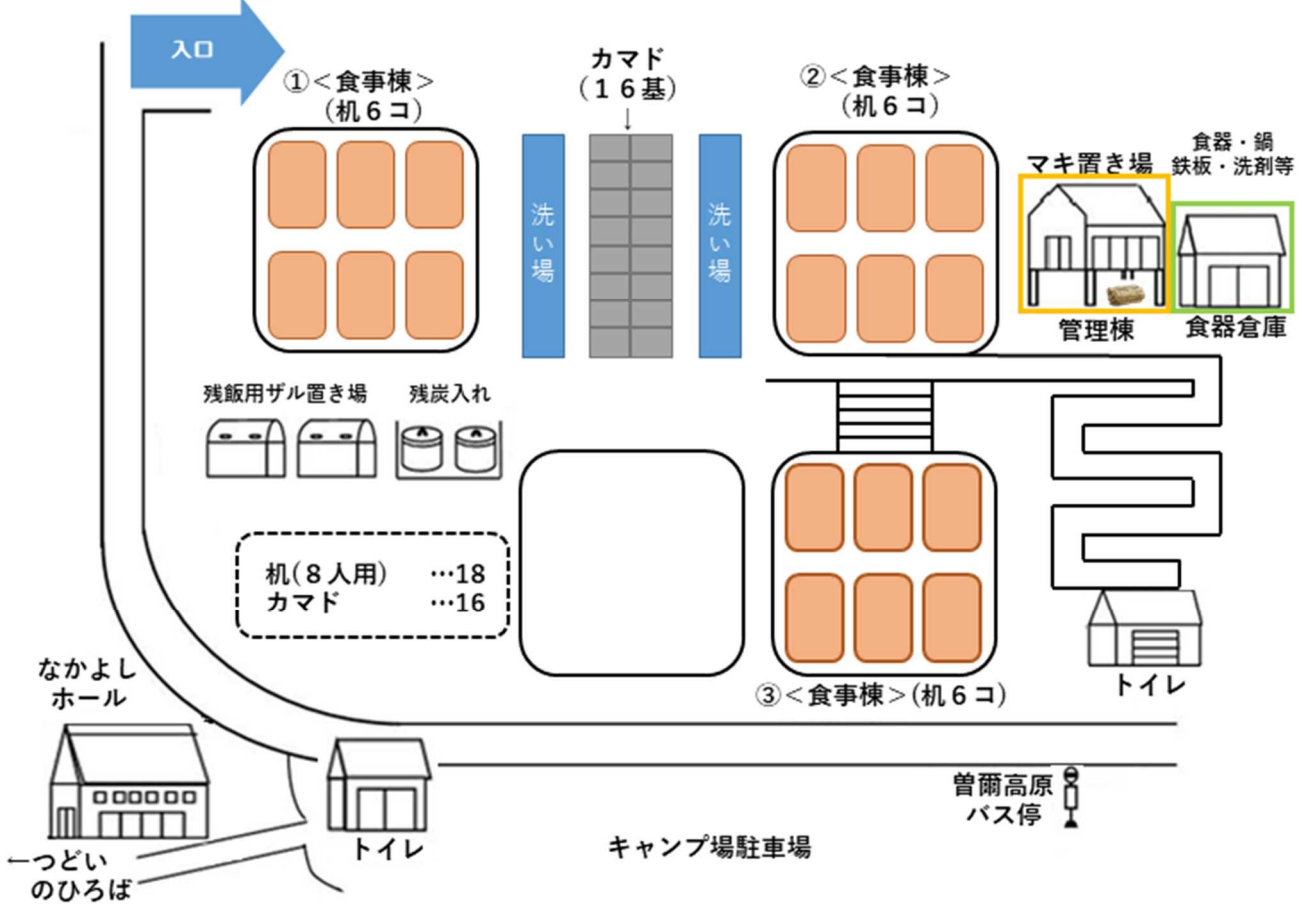 入口
①＜食事棟＞
(机６コ)
カマド
(１６基)
②＜食事棟＞
(机６コ)
食器・鍋
鉄板・洗剤等
マキ置き場
洗い場
洗い場
管理棟
食器倉庫
残飯用ザル置き場
残炭入れ
机(８人用) …18
カマド …16
③＜食事棟＞(机６コ)
トイレ
なかよし
ホール
トイレ
曽爾高原
バス停
キャンプ場駐車場
←つどい
のひろば